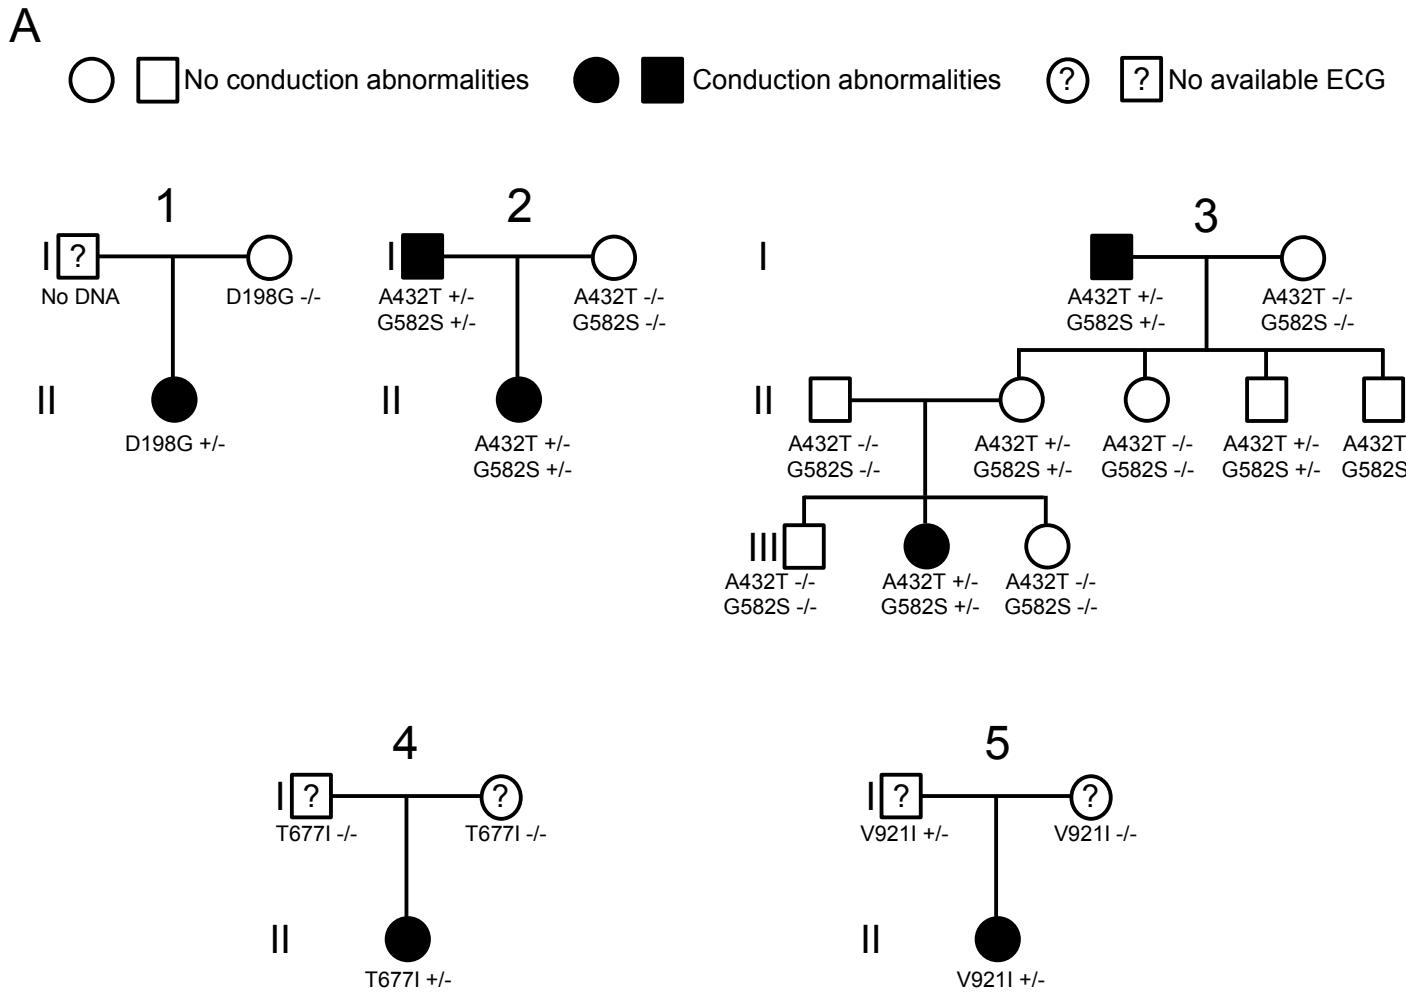 A
No conduction abnormalities
Conduction abnormalities
? ? No available ECG
1 2 3
I ? I I
No DNA D198G -/- A432T +/- A432T -/- A432T +/- A432T -/-
G582S +/- G582S -/- G582S +/- G582S -/-
II II II
D198G +/- A432T +/- A432T -/- A432T +/- A432T -/- A432T +/- A432T
G582S +/- G582S -/- G582S +/- G582S -/- G582S +/- G582S
III
A432T -/- A432T +/- A432T -/-
G582S -/- G582S +/- G582S -/-
4 5
I ? ? I ? ?
T677I -/- T677I -/- V921I +/- V921I -/-
II II
T677I +/- V921I +/-